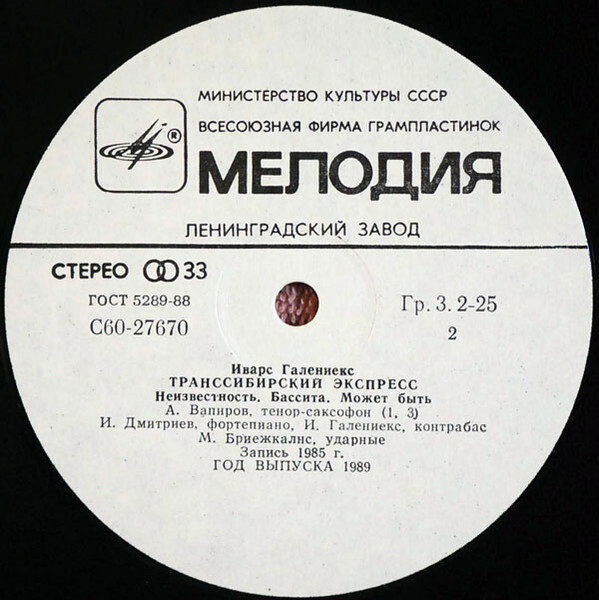 МИНИСТЕРСТВО КУЛЬТУРЫ СССР
ВСЕСОЮЗНАЯ ФИРМА ГРАМПЛАСТИНОК
®
МЕЛОДИЯ
ЛЕНИНГРАДСКИЙ ЗАВОД
СТЕРЕО 33
ГОСТ 5289-88
С60-27670
Гр. 3. 2-25
2
Иварс Галениекс
ТРАНССИБИРСКИЙ ЭКСПРЕСС
Неизвестность. Бассита. Может быть
А. Вапиров, тенор-саксофон (1, 3)
И. Дмитриев, фортепиано, И. Галениекс, контрабас
М. Бриежкалнс, ударные
Запись 1985 г.
ГОД ВЫПУСКА 1989